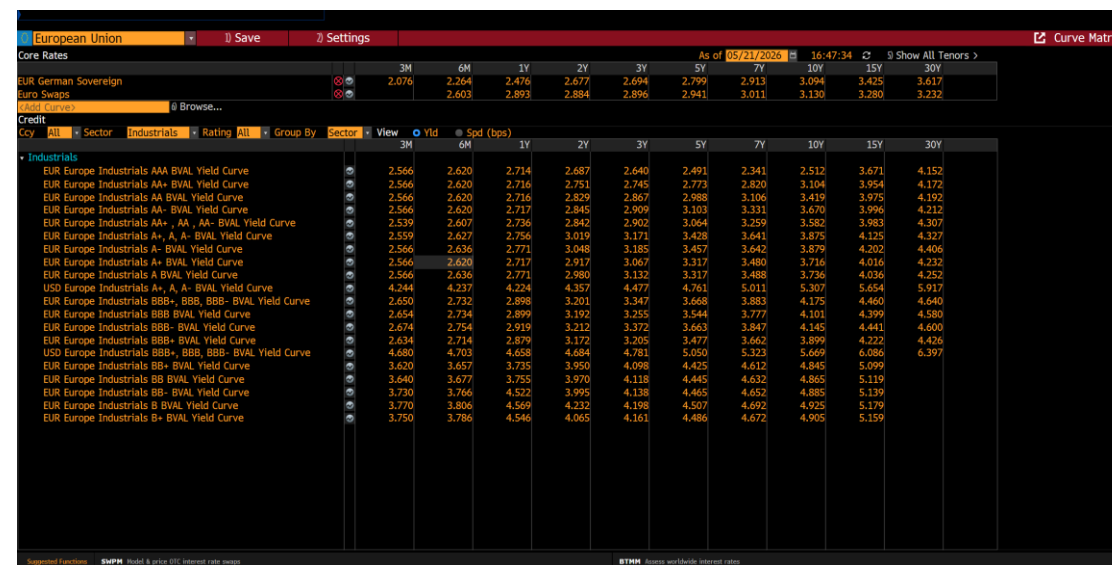 European Union 1) Save 2) Settings Curve Matr
Core Rates As of 05/21/2026 16:47:34 Show All Tenors >
3M 6M 1Y 2Y 3Y 5Y 7Y 10Y 15Y 30Y
EUR German Sovereign 2.076 2.264 2.476 2.677 2.694 2.799 2.913 3.094 3.425 3.617
Euro Swaps 2.603 2.893 2.884 2.896 2.941 3.011 3.130 3.280 3.232
<Add Curve> Browse...
Credit
Ccy All Sector Industrials Rating All Group By Sector View Yld Spd (bps)
3M 6M 1Y 2Y 3Y 5Y 7Y 10Y 15Y 30Y
Industrials
EUR Europe Industrials AAA BVAL Yield Curve 2.566 2.620 2.714 2.687 2.640 2.491 2.341 2.512 3.671 4.152
EUR Europe Industrials AA+ BVAL Yield Curve 2.566 2.620 2.716 2.751 2.745 2.773 2.820 3.104 3.954 4.172
EUR Europe Industrials AA BVAL Yield Curve 2.566 2.620 2.716 2.829 2.867 2.988 3.106 3.419 3.975 4.192
EUR Europe Industrials AA- BVAL Yield Curve 2.566 2.620 2.717 2.845 2.909 3.103 3.331 3.670 3.996 4.212
EUR Europe Industrials AA+ , AA , AA- BVAL Yield Curve 2.539 2.607 2.736 2.842 2.902 3.064 3.259 3.582 3.983 4.307
EUR Europe Industrials A+, A, A- BVAL Yield Curve 2.559 2.627 2.756 3.019 3.171 3.428 3.641 3.875 4.125 4.327
EUR Europe Industrials A- BVAL Yield Curve 2.566 2.636 2.771 3.048 3.185 3.457 3.642 3.879 4.202 4.406
EUR Europe Industrials A+ BVAL Yield Curve 2.566 2.620 2.717 2.917 3.067 3.317 3.480 3.716 4.016 4.232
EUR Europe Industrials A BVAL Yield Curve 2.566 2.636 2.771 2.980 3.132 3.317 3.488 3.736 4.036 4.252
USD Europe Industrials A+, A, A- BVAL Yield Curve 4.244 4.237 4.224 4.357 4.477 4.761 5.011 5.307 5.654 5.917
EUR Europe Industrials BBB+, BBB, BBB- BVAL Yield Curve 2.650 2.732 2.898 3.201 3.347 3.668 3.883 4.175 4.460 4.640
EUR Europe Industrials BBB BVAL Yield Curve 2.654 2.734 2.899 3.192 3.255 3.544 3.777 4.101 4.399 4.580
EUR Europe Industrials BBB- BVAL Yield Curve 2.674 2.754 2.919 3.212 3.372 3.663 3.847 4.145 4.441 4.600
EUR Europe Industrials BBB+ BVAL Yield Curve 2.634 2.714 2.879 3.172 3.205 3.477 3.662 3.899 4.222 4.426
USD Europe Industrials BBB+, BBB, BBB- BVAL Yield Curve 4.680 4.703 4.658 4.684 4.781 5.050 5.323 5.669 6.086 6.397
EUR Europe Industrials BB+ BVAL Yield Curve 3.620 3.657 3.735 3.950 4.098 4.425 4.612 4.845 5.099
EUR Europe Industrials BB BVAL Yield Curve 3.640 3.677 3.755 3.970 4.118 4.445 4.632 4.865 5.119
EUR Europe Industrials BB- BVAL Yield Curve 3.730 3.766 4.522 3.995 4.138 4.465 4.652 4.885 5.139
EUR Europe Industrials B BVAL Yield Curve 3.770 3.806 4.569 4.232 4.198 4.507 4.692 4.925 5.179
EUR Europe Industrials B+ BVAL Yield Curve 3.750 3.786 4.546 4.065 4.161 4.486 4.672 4.905 5.159
Suggested Functions SWPM Model & price OTC interest rate swaps BTMM Assess worldwide interest rates